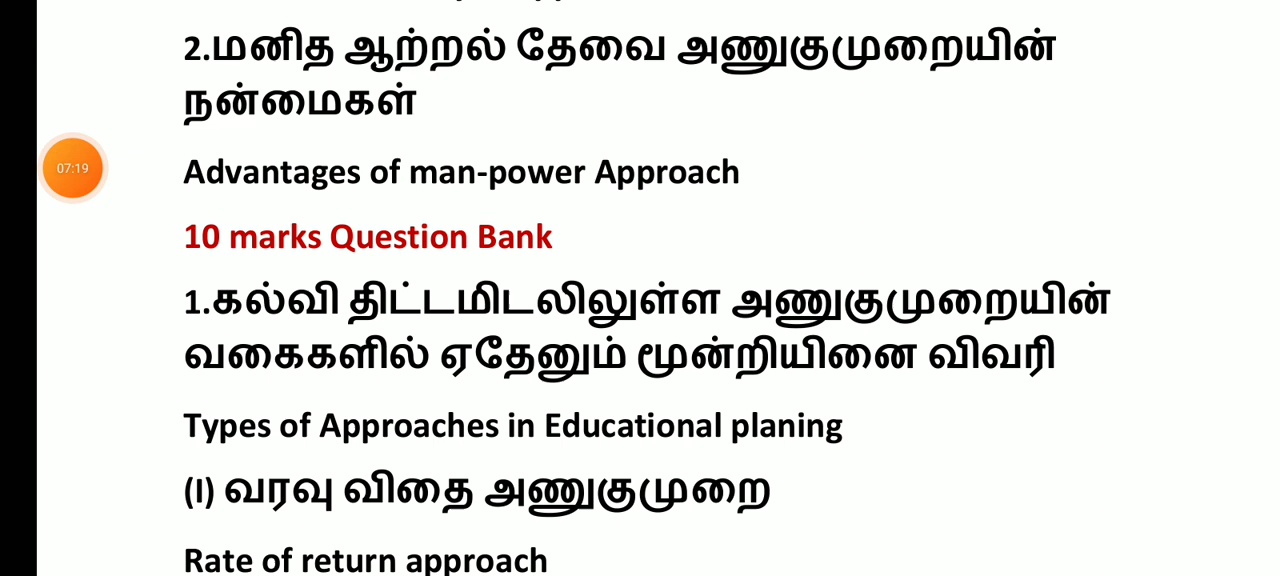 2.மனித ஆற்றல் தேவை அணுகுமுறையின்
நன்மைகள்
07:19
Advantages of man-power Approach
10 marks Question Bank
1.கல்வி திட்டமிடலிலுள்ள அணுகுமுறையின்
வகைகளில் ஏதேனும் மூன்றியினை விவரி
Types of Approaches in Educational planing
(I) வரவு விதை அணுகுமுறை
Rate of return approach